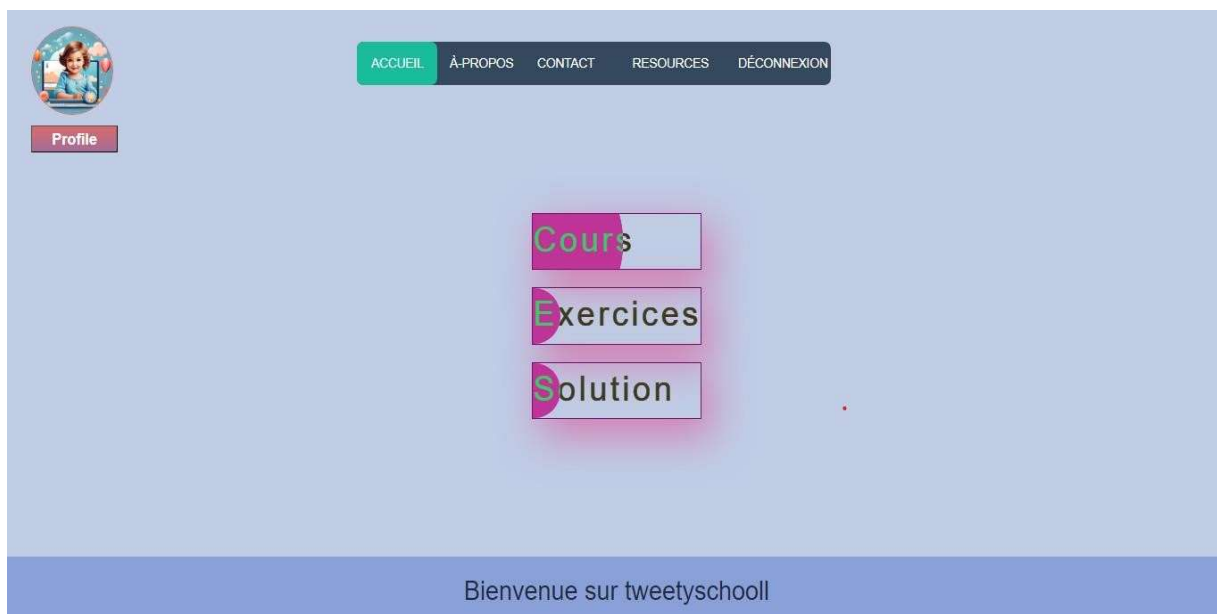 ACCUEIL À-PROPOS CONTACT RESOURCES DÉCONNEXION
Profile
Cours
Exercices
Solution
Bienvenue sur tweetyschooll